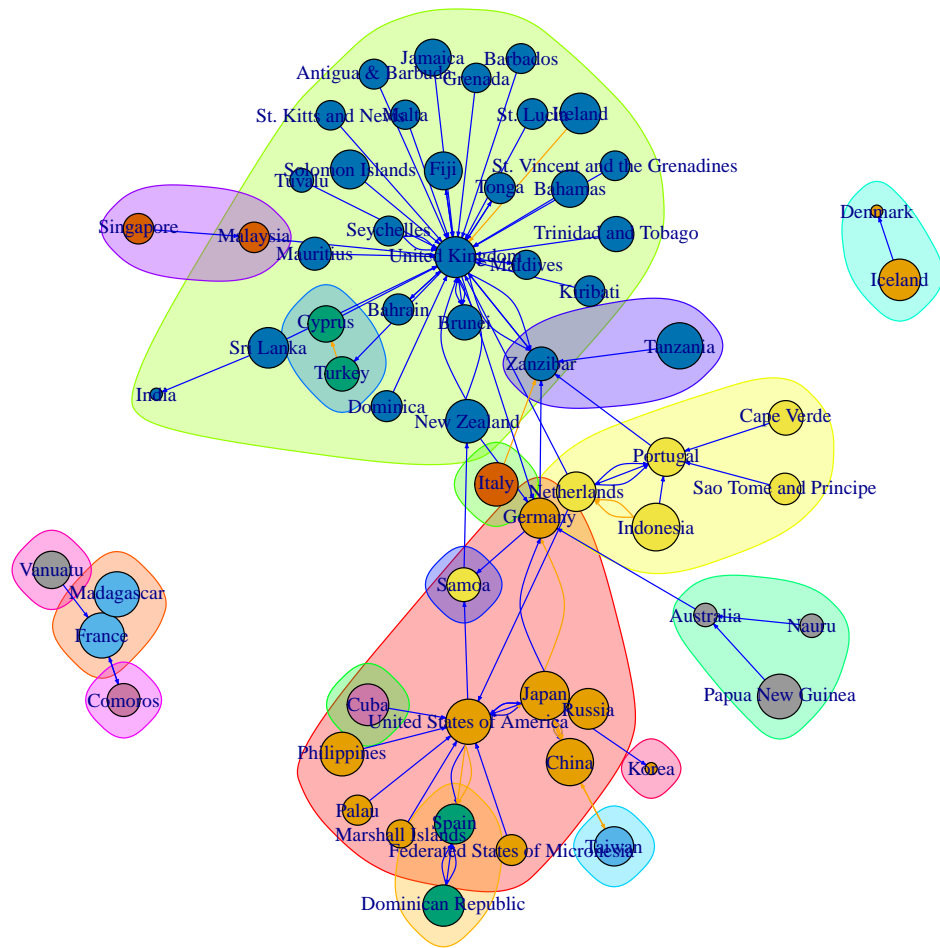 Barbados
Jamaica
Antigua & Barbuda
Grenada
St. Kitts and Nevis
Malta
St. Lucia
Ireland
Solomon Islands
Fiji
St. Vincent and the Grenadines
Tuvalu
Tonga
Bahamas
Denmark
Singapore
Malaysia
Seychelles
Trinidad and Tobago
Mauritius
United Kingdom
Maldives
Iceland
Kiribati
Bahrain
Cyprus
Brunei
Sri Lanka
Tanzania
Zanzibar
Turkey
India
Dominica
New Zealand
Cape Verde
Portugal
Italy
Netherlands
Sao Tome and Principe
Germany
Indonesia
Vanuatu
Madagascar
Samoa
France
Australia
Nauru
Comoros
Japan
Papua New Guinea
Cuba
Russia
United States of America
Philippines
China
Korea
Palau
Spain
Marshall Islands
Taiwan
Federated States of Micronesia
Dominican Republic